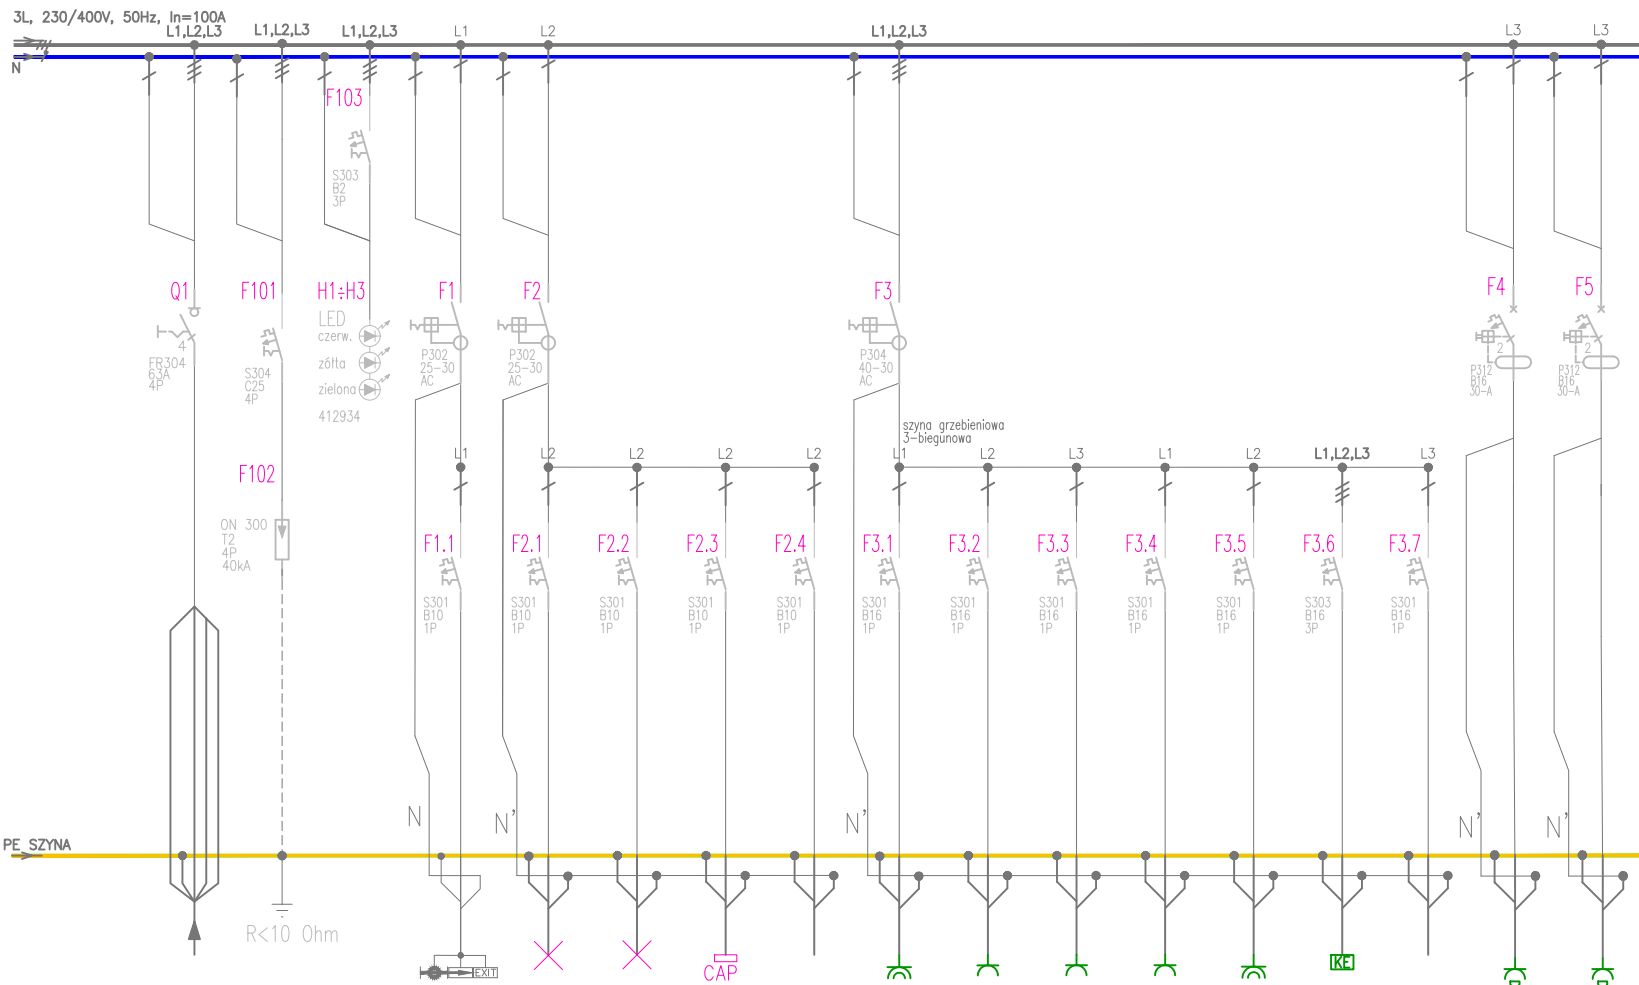 3L, 230/400V, 50Hz, In=100A
L1,L2,L3
L1,L2,L3
L1,L2,L3
L1
L2
L1,L2,L3
L3
L3
N
F103
S303
B2
3P
Q1
F101
H1÷H3
F1
F2
F3
F4
F5
LED
czerw.
żółta
zielona
412934
4
FR304
63A
4P
S304
C25
4P
P302
25-30
AC
P302
25-30
AC
P304
40-30
AC
2
P312
B16
30-A
2
P312
B16
30-A
szyna grzebieniowa
3-biegunowa
L1
L2
L2
L2
L2
L1
L2
L3
L1
L2
L1,L2,L3
L3
F102
ON 300
T2
4P
40kA
F1.1
F2.1
F2.2
F2.3
F2.4
F3.1
F3.2
F3.3
F3.4
F3.5
F3.6
F3.7
S301
B10
1P
S301
B10
1P
S301
B10
1P
S301
B10
1P
S301
B10
1P
S301
B16
1P
S301
B16
1P
S301
B16
1P
S301
B16
1P
S301
B16
1P
S303
B16
3P
S301
B16
1P
N
N'
N'
N'
N'
PE SZYNA
R<10 Ohm
EXIT
CAP
KE